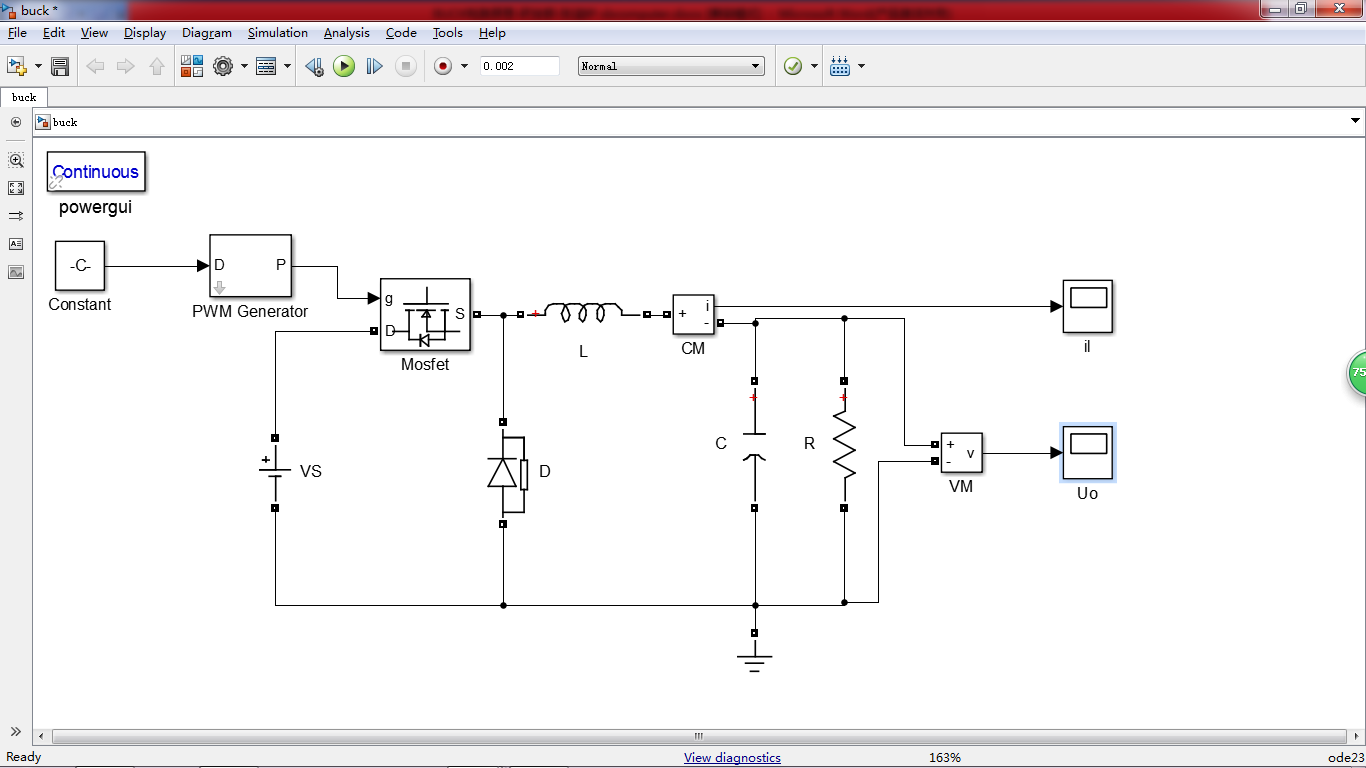 buck *
File Edit View Display Diagram Simulation Analysis Code Tools Help
0.002
Normal
buck
buck
Continuous
powergui
-C-
Constant
D P
PWM Generator
g
D
S
Mosfet
L
+ i
-
CM
il
+
VS
D
+
C
+
R
+ v
-
VM
Uo
75
Ready
View diagnostics
163%
ode23